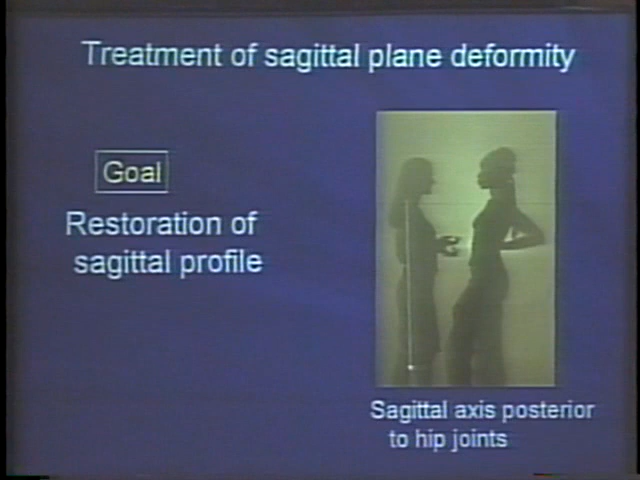 Treatment of sagittal plane deformity
Goal
Restoration of
sagittal profile
Sagittal axis posterior
to hip joints